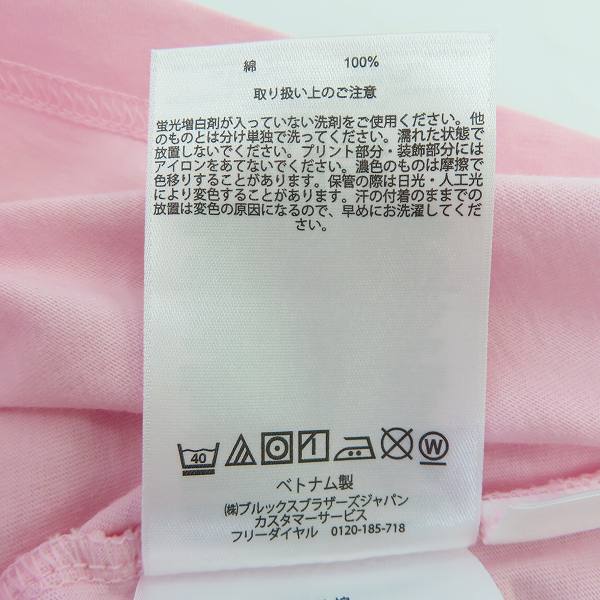 綿 100%
取り扱い上のご注意
蛍光増白剤が入っていない洗剤をご使用ください。他
のものとは分け単独で洗ってください。濡れた状態で
放置しないでください。プリント部分・装飾部分には
アイロンをあてないでください。濃色のものは摩擦で
色移りすることがあります。保管の際は日光・人工光
により変色することがあります。汗の付着のままでの
放置は変色の原因になるので、早めにお洗濯してくだ
さい。
40 W
ベトナム製
㈱ブルックスブラザーズジャパン
カスタマーサービス
フリーダイヤル 0120-185-718